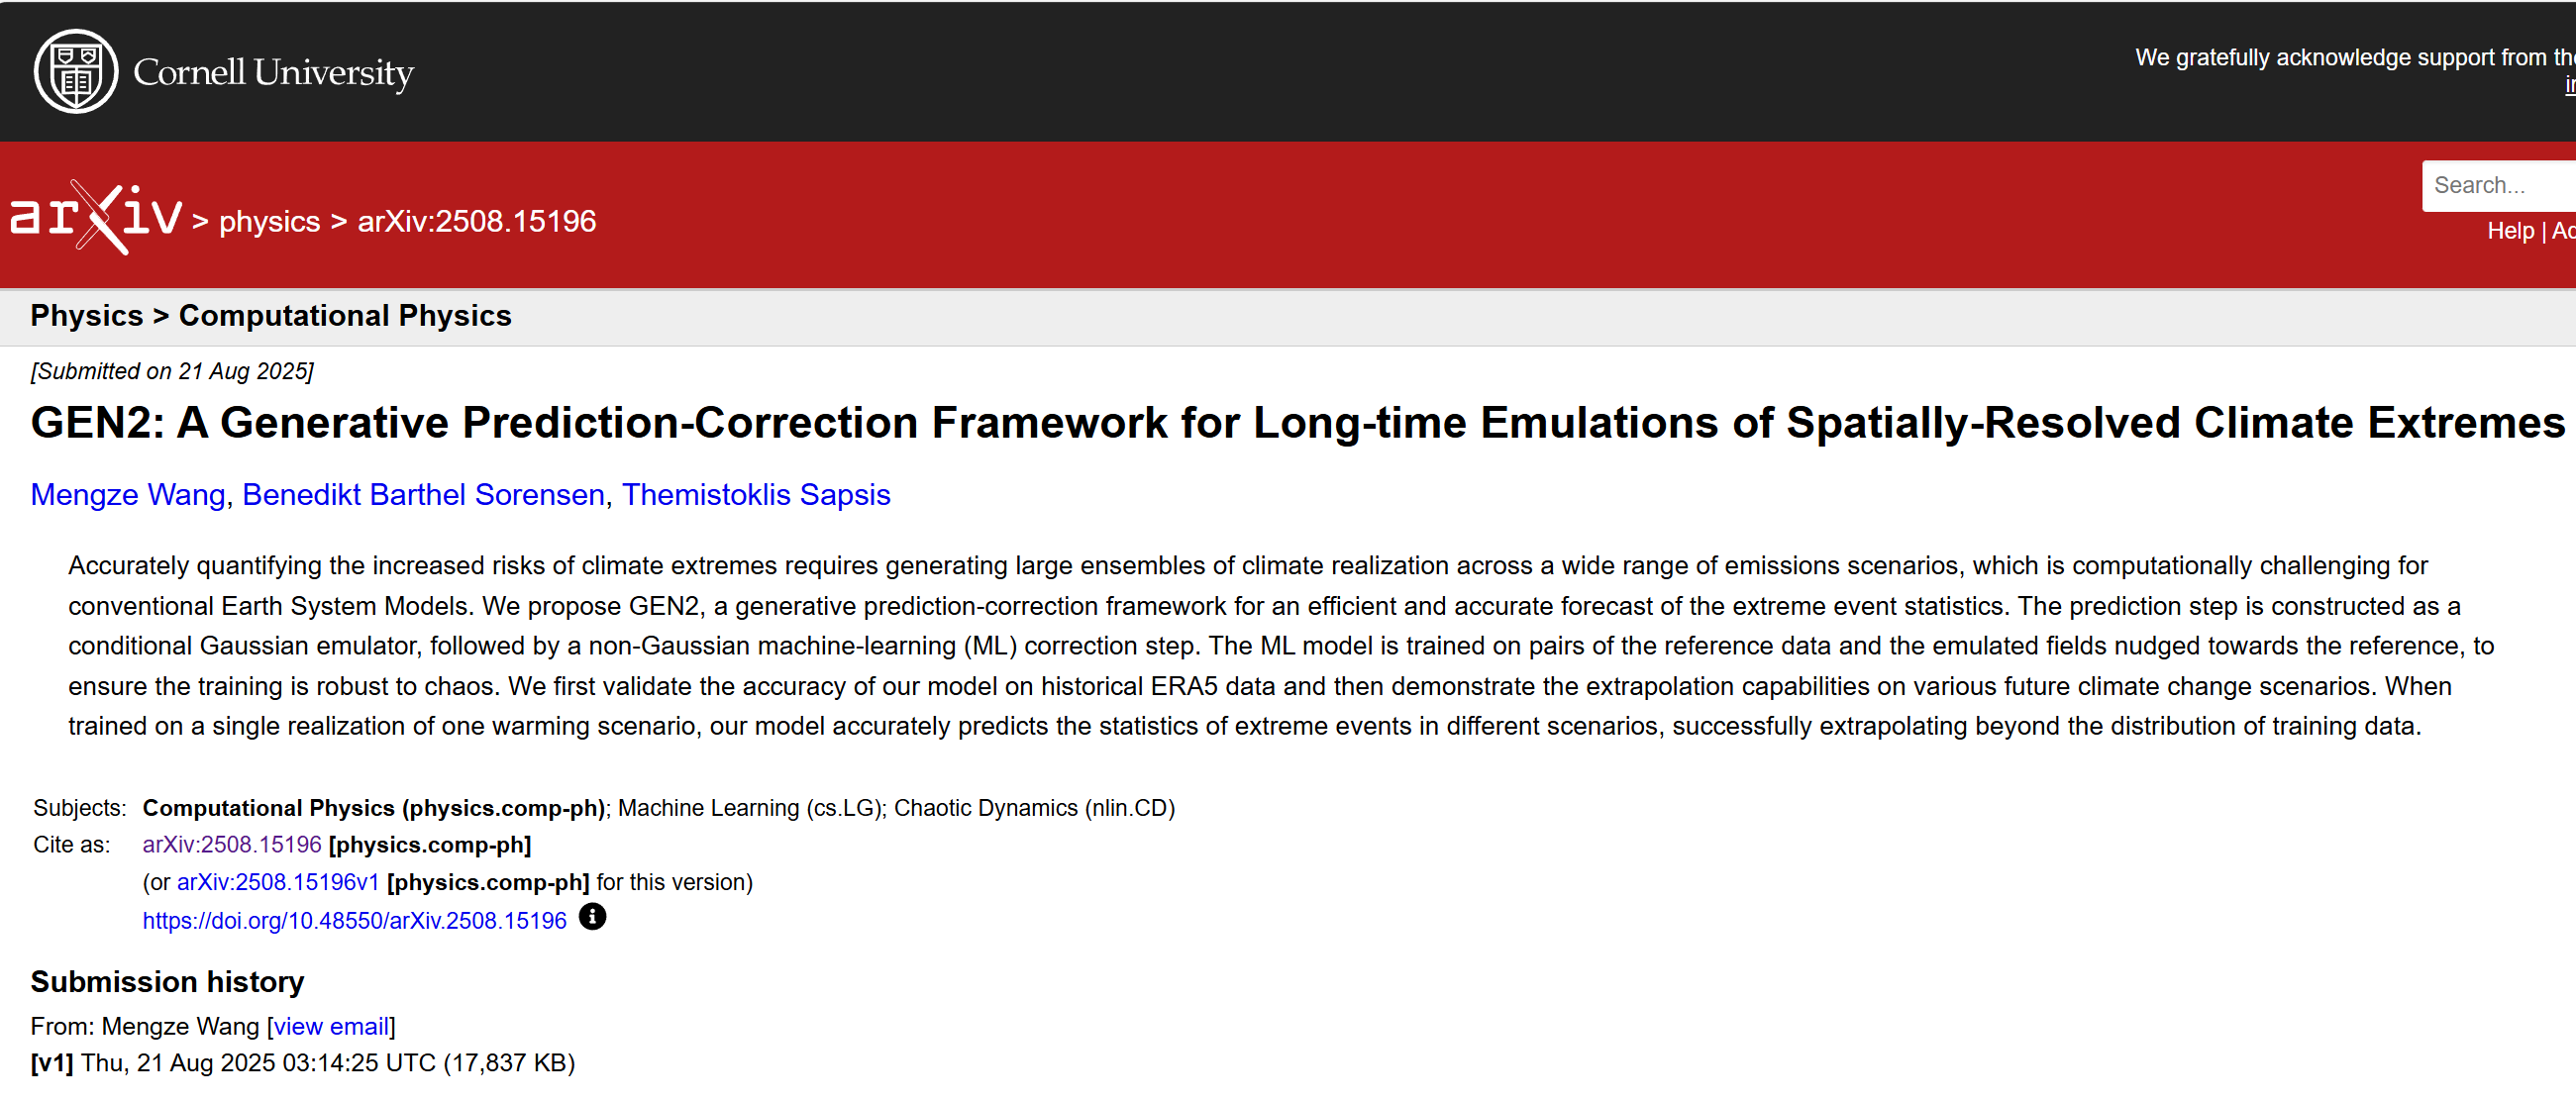 Cornell University
We gratefully acknowledge support from
arXiv > physics > arXiv:2508.15196
Search...
Help |
Physics > Computational Physics
[Submitted on 21 Aug 2025]
GEN2: A Generative Prediction-Correction Framework for Long-time Emulations of Spatially-Resolved Climate Extremes
Mengze Wang, Benedikt Barthel Sorensen, Themistoklis Sapsis
Accurately quantifying the increased risks of climate extremes requires generating large ensembles of climate realization across a wide range of emissions scenarios, which is computationally challenging for
conventional Earth System Models. We propose GEN2, a generative prediction-correction framework for an efficient and accurate forecast of the extreme event statistics. The prediction step is constructed as a
conditional Gaussian emulator, followed by a non-Gaussian machine-learning (ML) correction step. The ML model is trained on pairs of the reference data and the emulated fields nudged towards the reference, to
ensure the training is robust to chaos. We first validate the accuracy of our model on historical ERA5 data and then demonstrate the extrapolation capabilities on various future climate change scenarios. When
trained on a single realization of one warming scenario, our model accurately predicts the statistics of extreme events in different scenarios, successfully extrapolating beyond the distribution of training data.
Subjects: Computational Physics (physics.comp-ph); Machine Learning (cs.LG); Chaotic Dynamics (nlin.CD)
Cite as: arXiv:2508.15196 [physics.comp-ph]
(or arXiv:2508.15196v1 [physics.comp-ph] for this version)
https://doi.org/10.48550/arXiv.2508.15196
Submission history
From: Mengze Wang [view email]
[v1] Thu, 21 Aug 2025 03:14:25 UTC (17,837 KB)